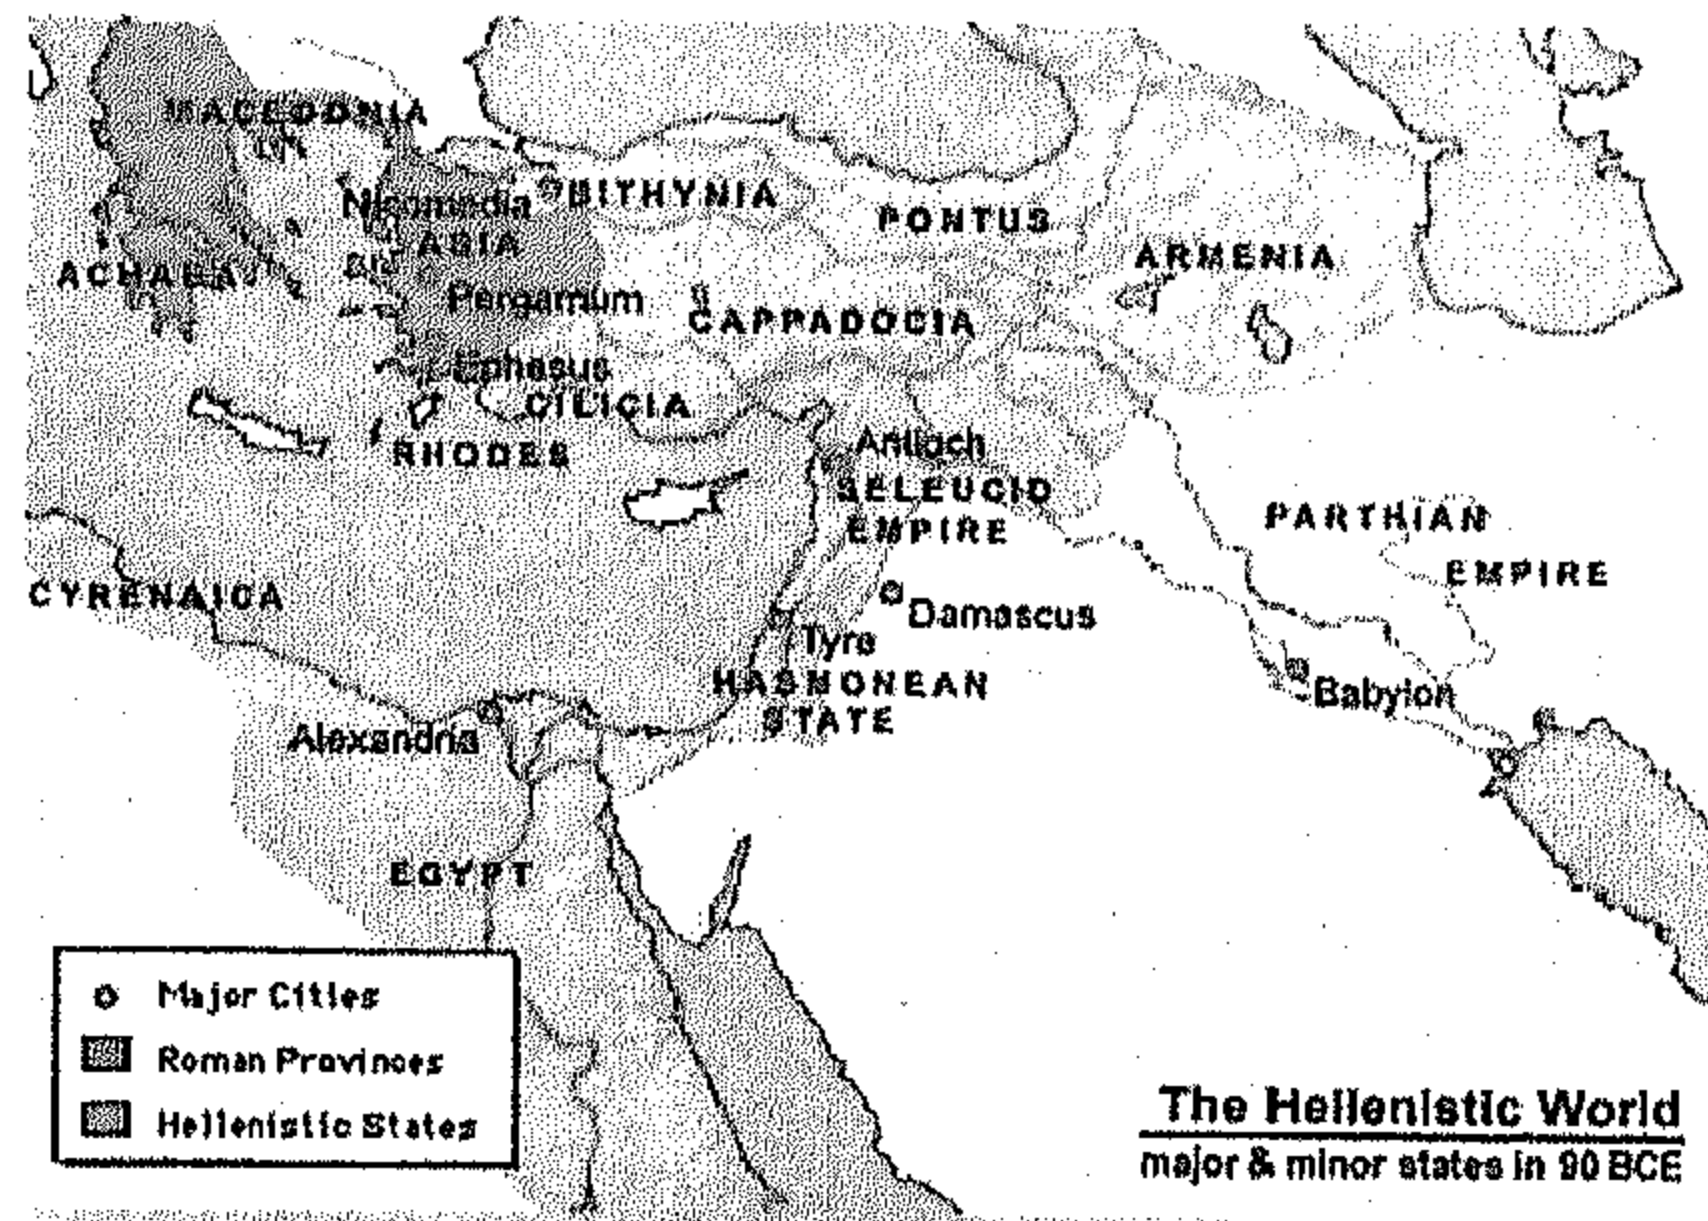 MACEDONIA
Nicomedia
BITHYNIA
PONTUS
ASIA
ACHAEA
ARMENIA
Pergamum
CAPPADOCIA
Ephesus
CILICIA
RHODES
Antioch
SELEUCID
EMPIRE
PARTHIAN
EMPIRE
CYRENAICA
Damascus
Tyre
HASMONEAN
STATE
Babylon
Alexandria
EGYPT
Major Cities
Roman Provinces
Hellenistic States
The Hellenistic World
major & minor states in 90 BCE